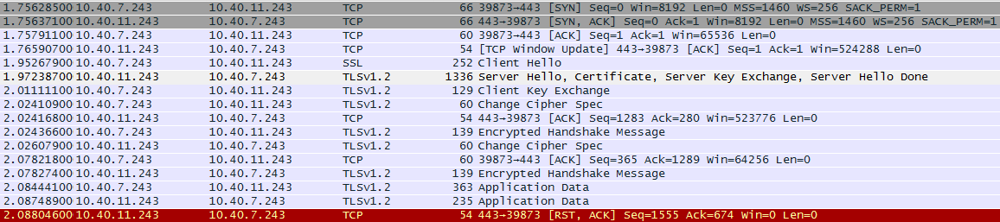 1.75628500 10.40.7.243 10.40.11.243 TCP 66 39873→443 [SYN] Seq=0 Win=8192 Len=0 MSS=1460 WS=256 SACK_PERM=1
1.75637100 10.40.11.243 10.40.7.243 TCP 66 443→39873 [SYN, ACK] Seq=0 Ack=1 Win=8192 Len=0 MSS=1460 WS=256 SACK_PERM=1
1.75791100 10.40.7.243 10.40.11.243 TCP 60 39873→443 [ACK] Seq=1 Ack=1 Win=65536 Len=0
1.76590700 10.40.11.243 10.40.7.243 TCP 54 [TCP Window Update] 443→39873 [ACK] Seq=1 Ack=1 Win=524288 Len=0
1.95267900 10.40.7.243 10.40.11.243 SSL 252 Client Hello
1.97238700 10.40.11.243 10.40.7.243 TLSv1.2 1336 Server Hello, Certificate, Server Key Exchange, Server Hello Done
2.01111100 10.40.7.243 10.40.11.243 TLSv1.2 129 Client Key Exchange
2.02410900 10.40.7.243 10.40.11.243 TLSv1.2 60 Change Cipher Spec
2.02416800 10.40.11.243 10.40.7.243 TCP 54 443→39873 [ACK] Seq=1283 Ack=280 Win=523776 Len=0
2.02436600 10.40.7.243 10.40.11.243 TLSv1.2 139 Encrypted Handshake Message
2.02607900 10.40.11.243 10.40.7.243 TLSv1.2 60 Change Cipher Spec
2.07821800 10.40.7.243 10.40.11.243 TCP 60 39873→443 [ACK] Seq=365 Ack=1289 Win=64256 Len=0
2.07827400 10.40.11.243 10.40.7.243 TLSv1.2 139 Encrypted Handshake Message
2.08444100 10.40.7.243 10.40.11.243 TLSv1.2 363 Application Data
2.08748900 10.40.11.243 10.40.7.243 TLSv1.2 235 Application Data
2.08804600 10.40.11.243 10.40.7.243 TCP 54 443→39873 [RST, ACK] Seq=1555 Ack=674 Win=0 Len=0